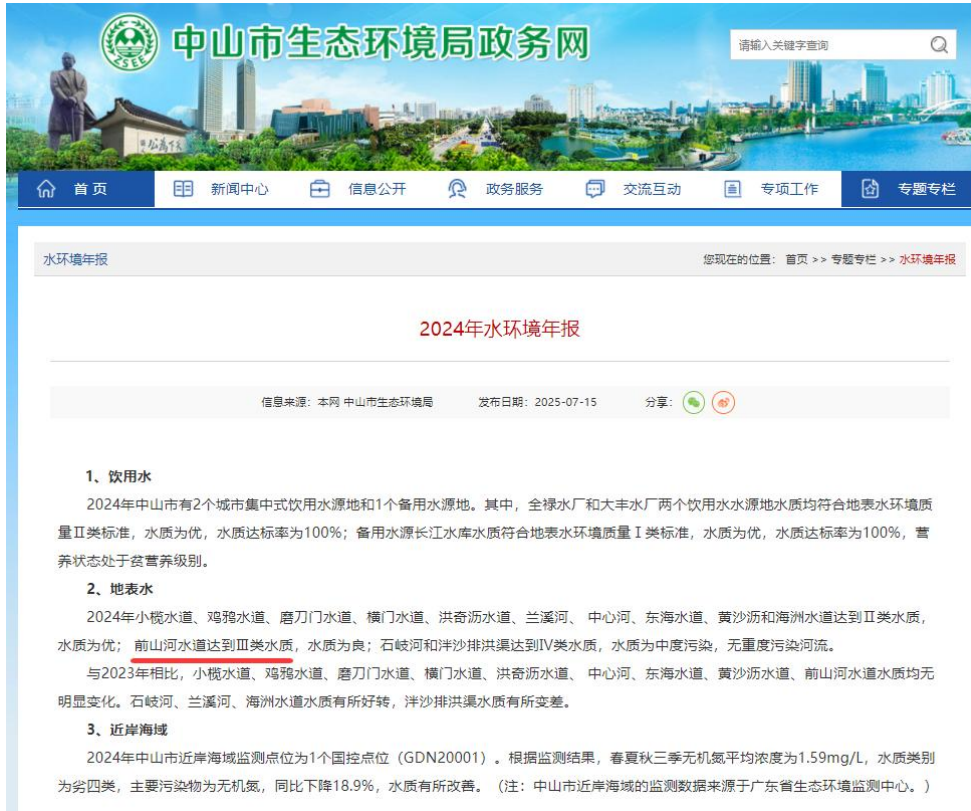 中山市生态环境局政务网
ZSEE
请输入关键字查询
天下为公
首页 新闻中心 信息公开 政务服务 交流互动 专项工作 专题专栏
水环境年报 您现在的位置： 首页 >> 专题专栏 >> 水环境年报
2024年水环境年报
信息来源：本网 中山市生态环境局 发布日期：2025-07-15 分享：
1、饮用水
2024年中山市有2个城市集中式饮用水源地和1个备用水源地。其中，全禄水厂和大丰水厂两个饮用水水源地水质均符合地表水环境质
量Ⅱ类标准，水质为优，水质达标率为100%；备用水源长江水库水质符合地表水环境质量Ⅰ类标准，水质为优，水质达标率为100%，营
养状态处于贫营养级别。
2、地表水
2024年小榄水道、鸡鸦水道、磨刀门水道、横门水道、洪奇沥水道、兰溪河、 中心河、东海水道、黄沙沥和海洲水道达到Ⅱ类水质，
水质为优； 前山河水道达到Ⅲ类水质，水质为良；石岐河和泮沙排洪渠达到Ⅳ类水质，水质为中度污染，无重度污染河流。
与2023年相比，小榄水道、鸡鸦水道、磨刀门水道、横门水道、洪奇沥水道、 中心河、东海水道、黄沙沥水道、前山河水道水质均无
明显变化。石岐河、兰溪河、海洲水道水质有所好转，泮沙排洪渠水质有所变差。
3、近岸海域
2024年中山市近岸海域监测点位为1个国控点位（GDN20001）。根据监测结果，春夏秋三季无机氮平均浓度为1.59mg/L，水质类别
为劣四类，主要污染物为无机氮，同比下降18.9%，水质有所改善。（注：中山市近岸海域的监测数据来源于广东省生态环境监测中心。）